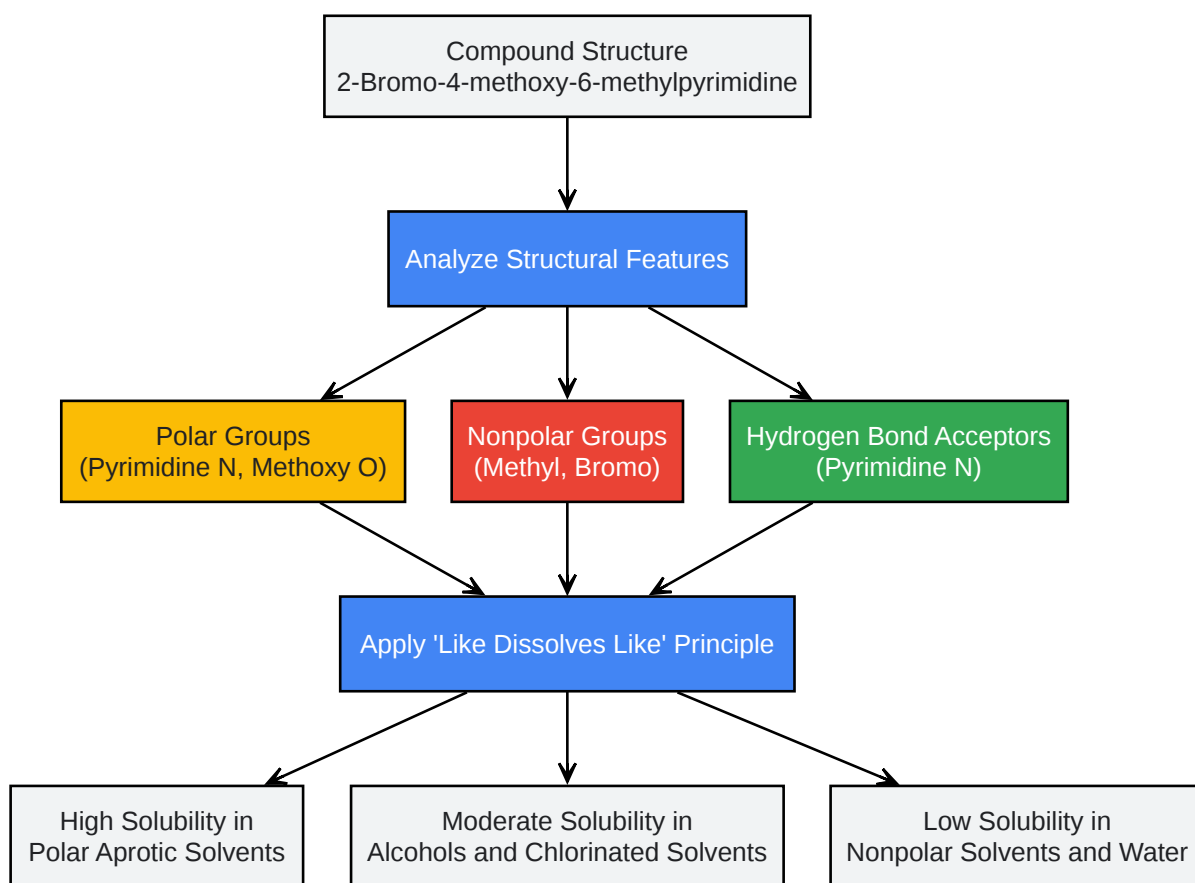 Compound Structure
2-Bromo-4-methoxy-6-methylpyrimidine
Analyze Structural Features
Polar Groups
(Pyrimidine N, Methoxy O)
Nonpolar Groups
(Methyl, Bromo)
Hydrogen Bond Acceptors
(Pyrimidine N)
Apply 'Like Dissolves Like' Principle
High Solubility in
Polar Aprotic Solvents
Moderate Solubility in
Alcohols and Chlorinated Solvents
Low Solubility in
Nonpolar Solvents and Water